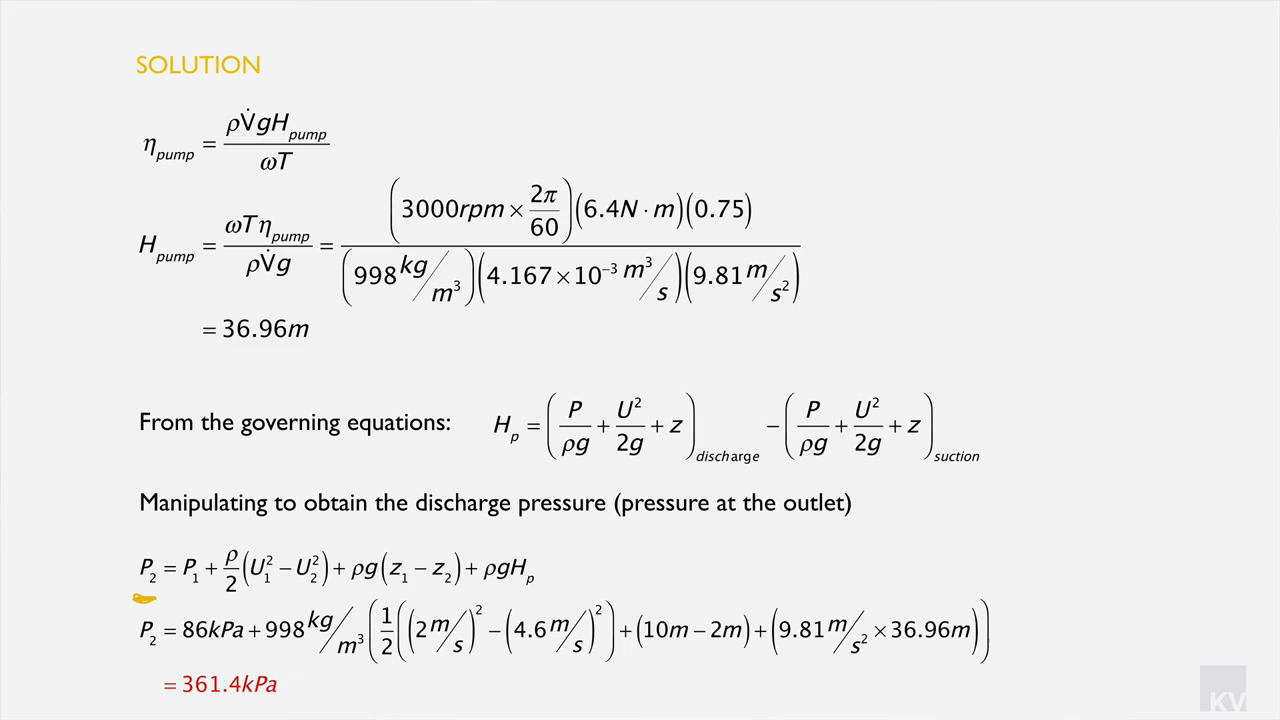 SOLUTION
η_pump = ρV̇gH_pump / ωT
H_pump = ωTη_pump / ρV̇g = (3000rpm × 2π/60)(6.4N·m)(0.75) / (998 kg/m³)(4.167×10⁻³ m³/s)(9.81 m/s²)
= 36.96m
From the governing equations: H_p = (P/ρg + U²/2g + z)_discharge − (P/ρg + U²/2g + z)_suction
Manipulating to obtain the discharge pressure (pressure at the outlet)
P₂ = P₁ + ρ/2 (U₁² − U₂²) + ρg(z₁ − z₂) + ρgH_p
P₂ = 86kPa + 998 kg/m³ (1/2 ((2 m/s)² − (4.6 m/s)²) + (10m − 2m) + (9.81 m/s² × 36.96m))
= 361.4kPa
KV